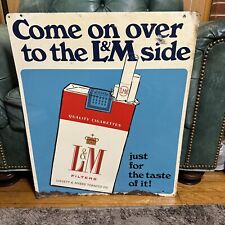 Come on over
to the L&M side
QUALITY CIGARETTES
L&M
FILTERS
LIGGETT & MYERS TOBACCO CO.
just
for the
taste
of it!